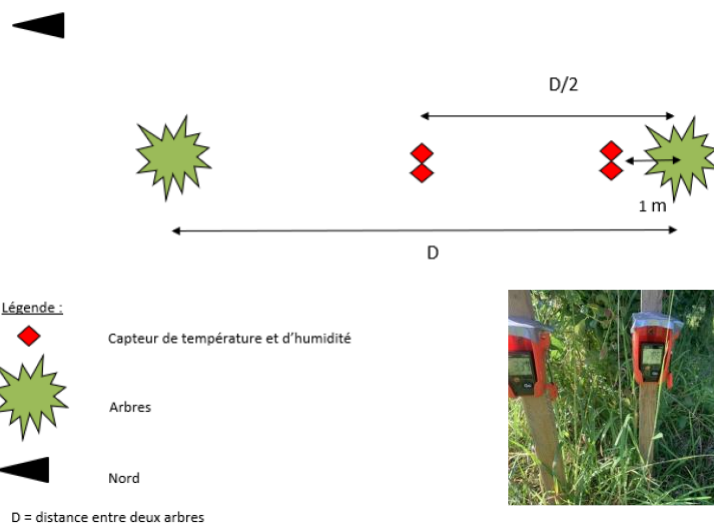 D/2
1 m
D
Légende :
Capteur de température et d'humidité
Arbres
Nord
D = distance entre deux arbres